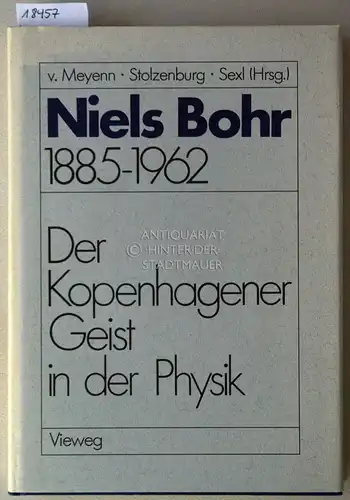 18457
v. Meyenn · Stolzenburg · Sexl (Hrsg.)
Niels Bohr
1885-1962
ANTIQUARIAT
© HINTER DER
STADTMAUER
Der
Kopenhagener
Geist
in der Physik
Vieweg